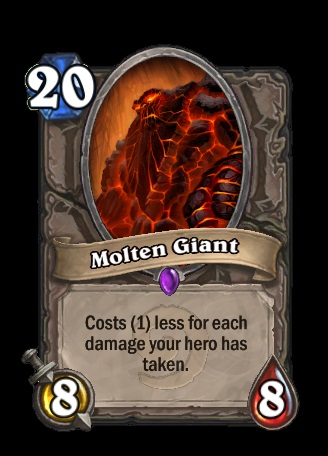 20
Molten Giant
Costs (1) less for each
damage your hero has
taken.
8
8